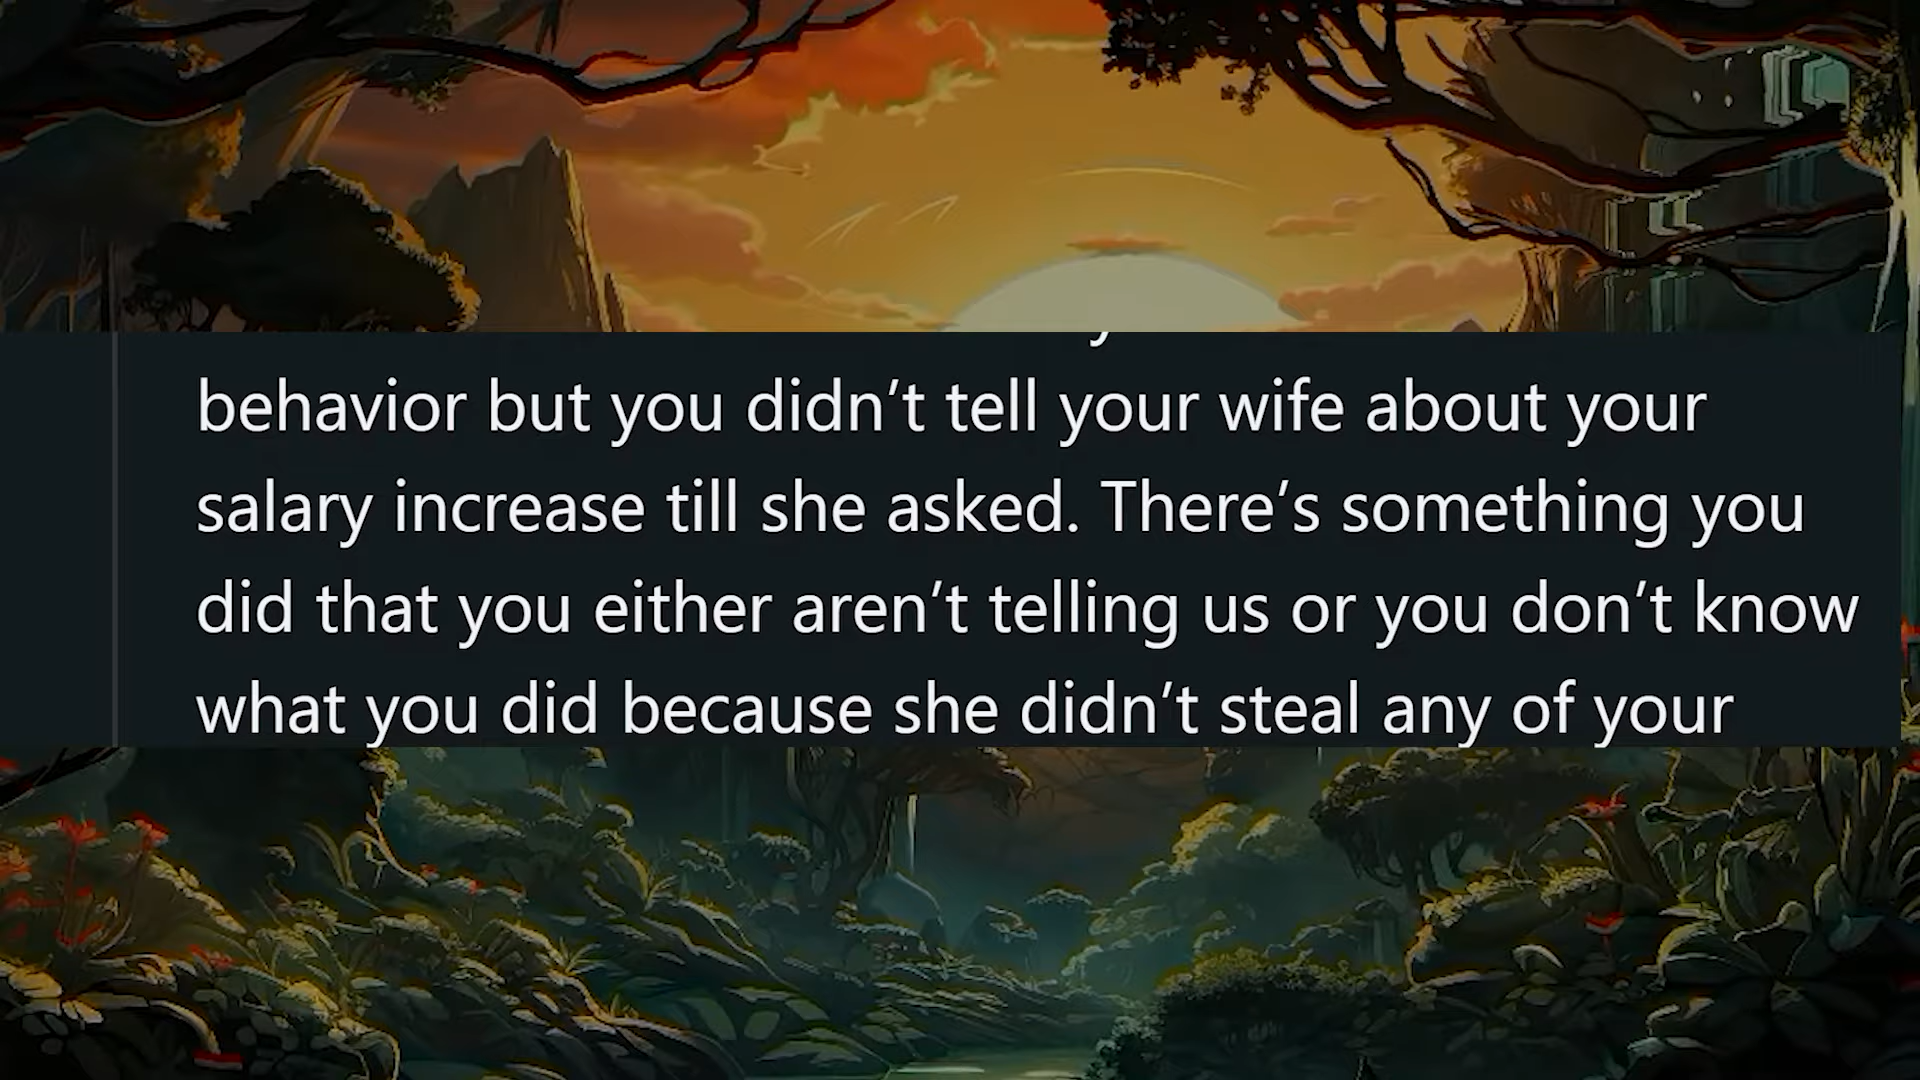 behavior but you didn’t tell your wife about your
salary increase till she asked. There’s something you
did that you either aren’t telling us or you don’t know
what you did because she didn’t steal any of your